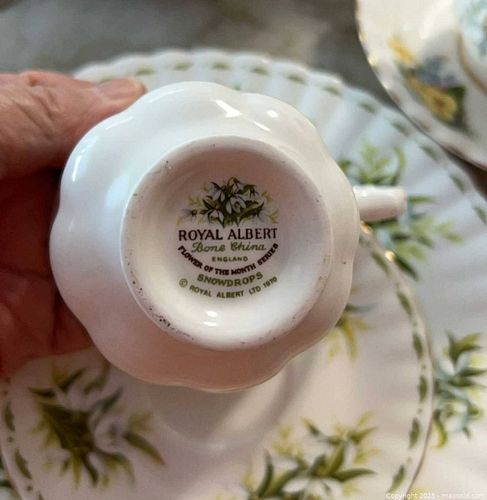 ROYAL ALBERT
Bone China
ENGLAND
FLOWER OF THE MONTH SERIES
SNOWDROPS
© ROYAL ALBERT LTD 1970
Copyright 2025 - maxsold.com